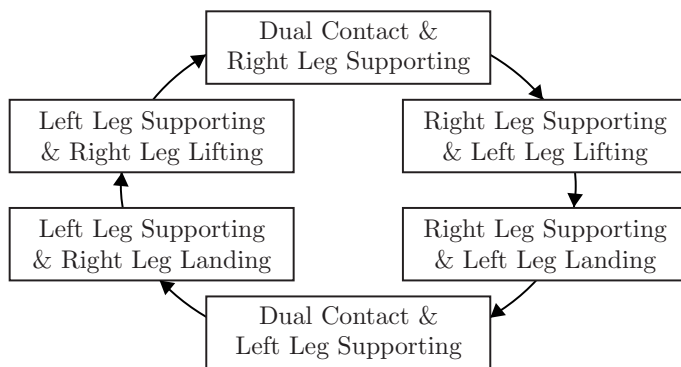 Dual Contact &
Right Leg Supporting
Left Leg Supporting
& Right Leg Lifting
Right Leg Supporting
& Left Leg Lifting
Left Leg Supporting
& Right Leg Landing
Right Leg Supporting
& Left Leg Landing
Dual Contact &
Left Leg Supporting